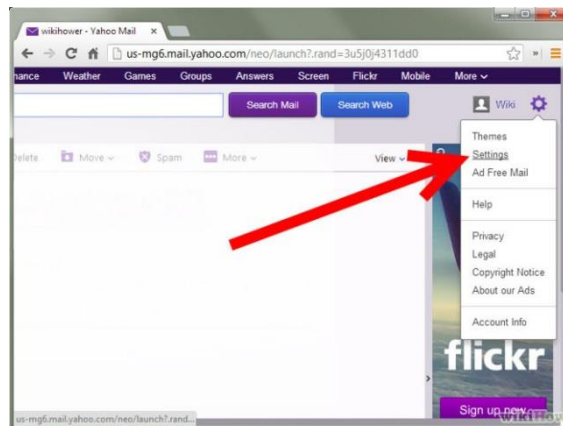 wikihower - Yahoo Mail ×
us-mg6.mail.yahoo.com/neo/launch?.rand=3u5j0j4311dd0
nance Weather Games Groups Answers Screen Flickr Mobile More
Search Mail Search Web Wiki
Delete Move Spam More View
Themes
Settings
Ad Free Mail
Help
Privacy
Legal
Copyright Notice
About our Ads
Account Info
flickr
Sign up now
us-mg6.mail.yahoo.com/neo/launch?.rand...
wikiHow